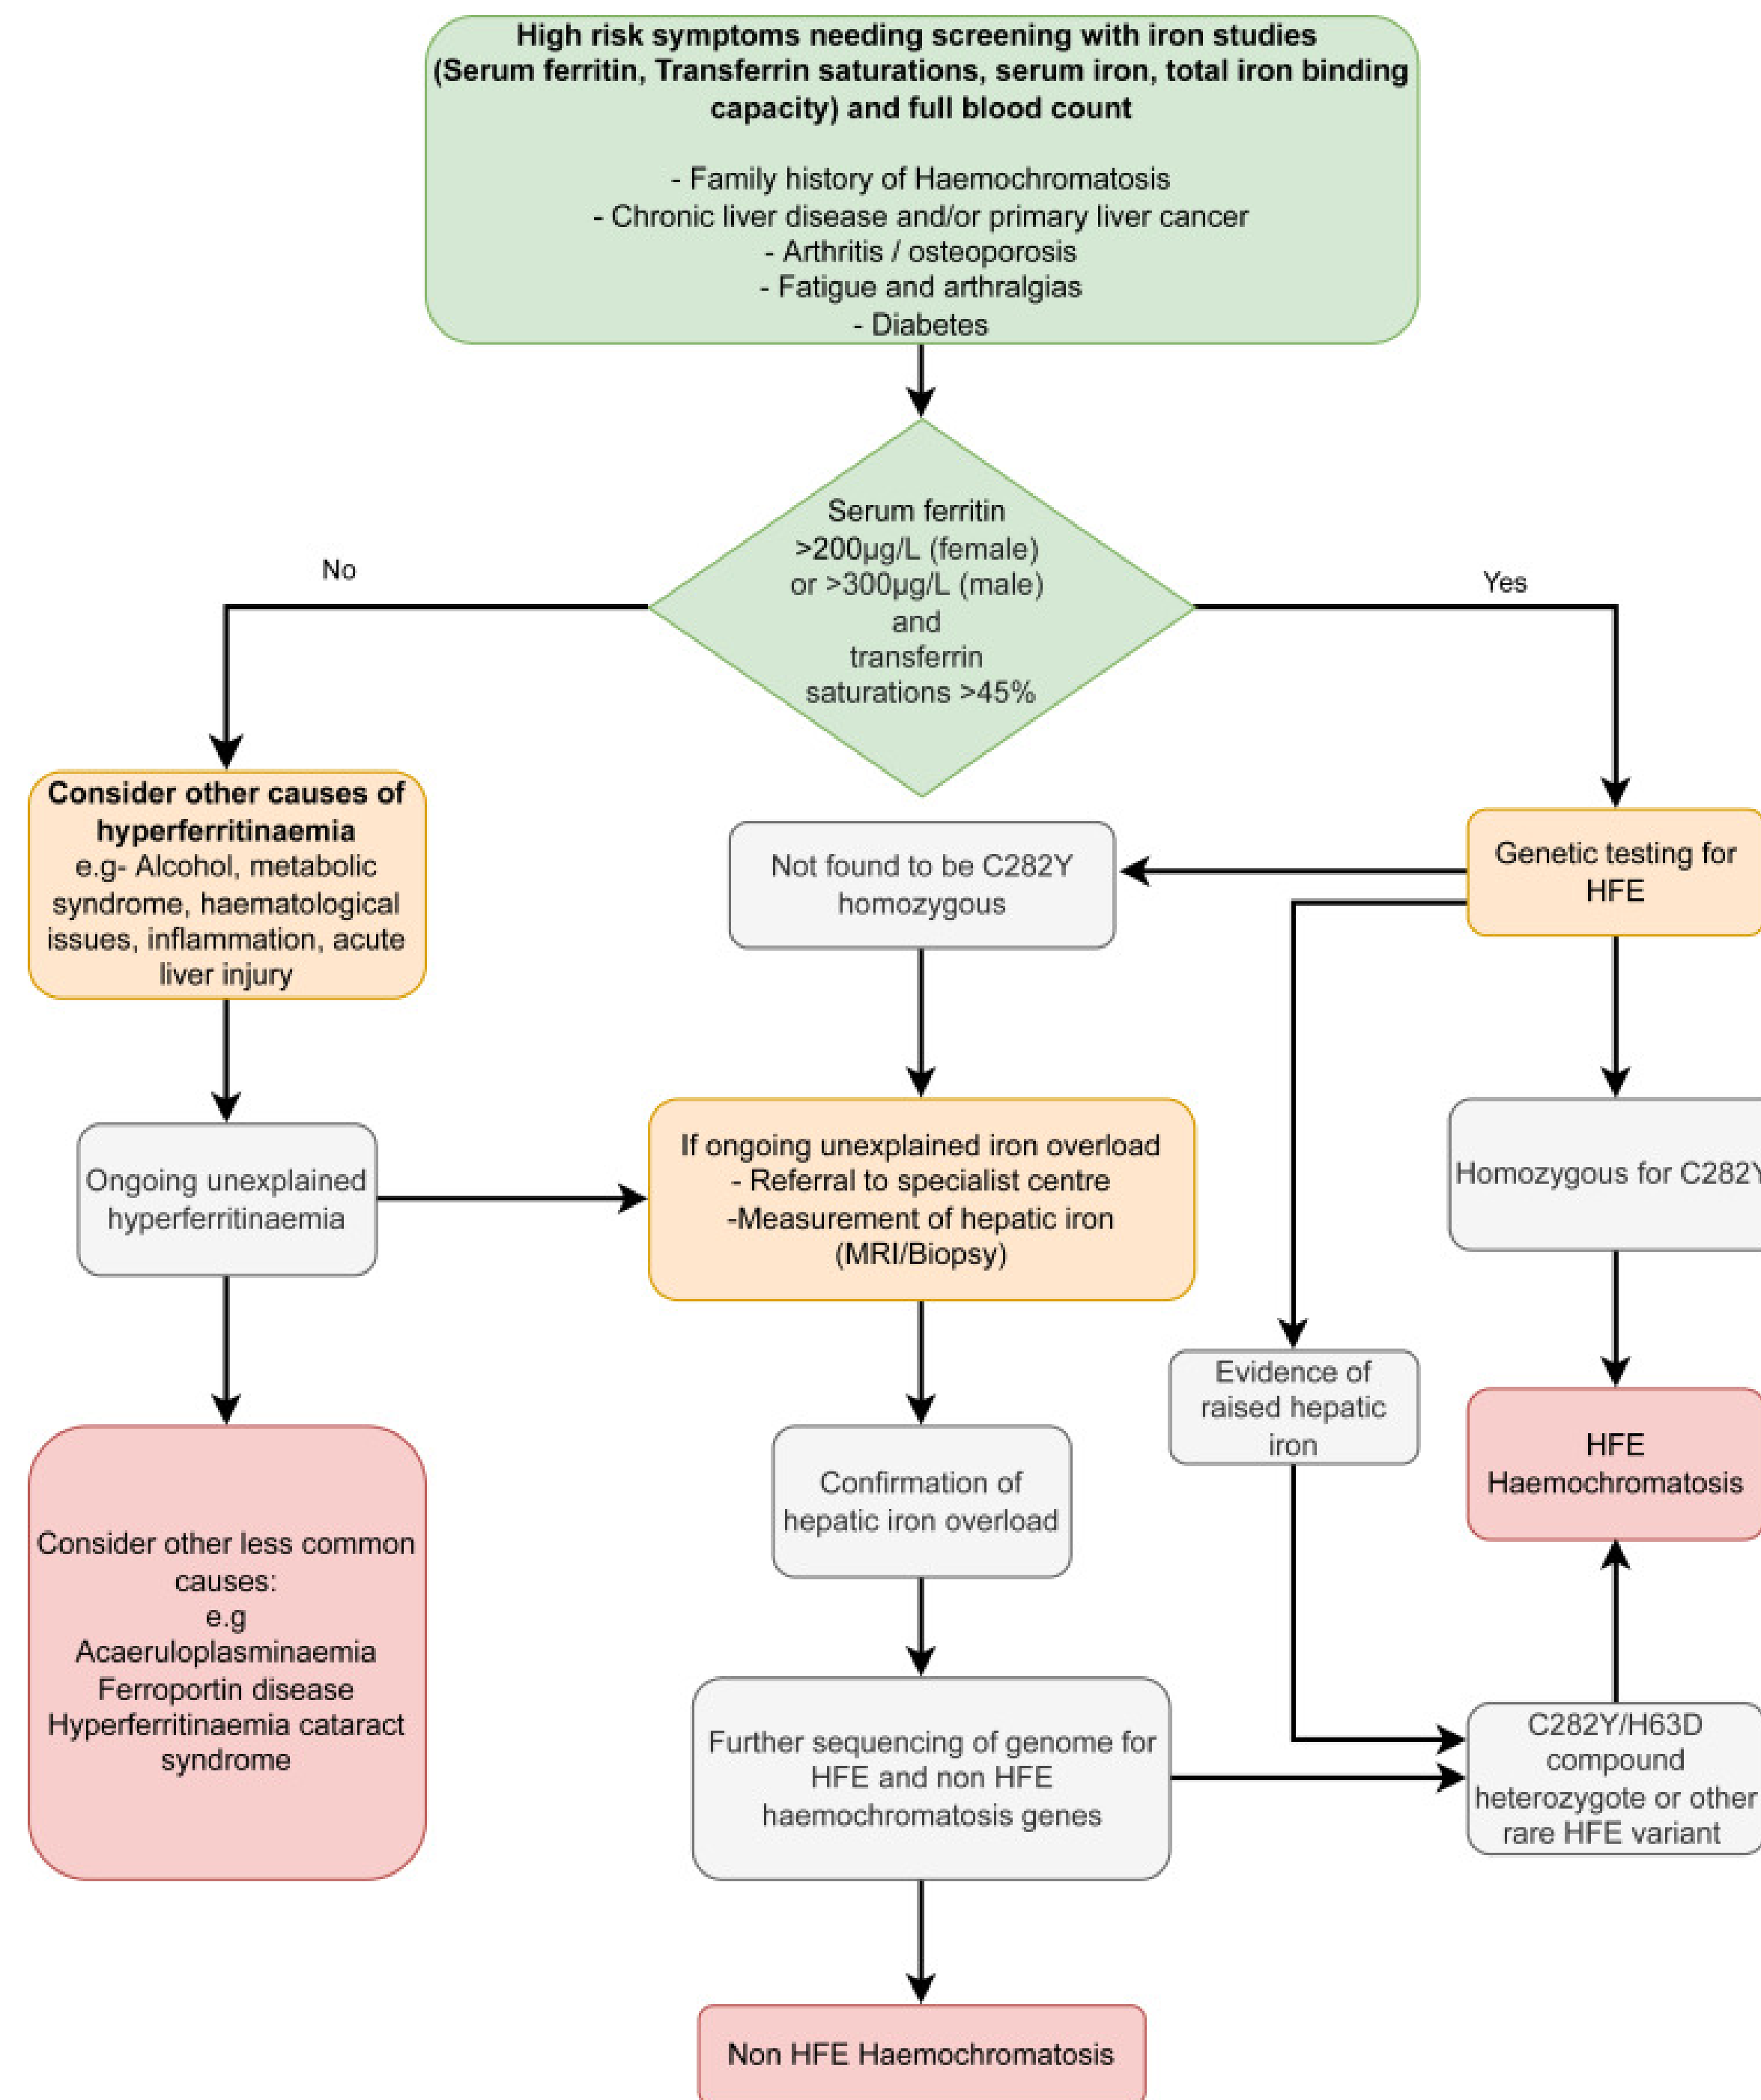 High risk symptoms needing screening with iron studies
(Serum ferritin, Transferrin saturations, serum iron, total iron binding
capacity) and full blood count
- Family history of Haemochromatosis
- Chronic liver disease and/or primary liver cancer
- Arthritis / osteoporosis
- Fatigue and arthralgias
- Diabetes
Serum ferritin
>200µg/L (female)
or >300µg/L (male)
and
transferrin
saturations >45%
No
Yes
Consider other causes of
hyperferritinaemia
e.g- Alcohol, metabolic
syndrome, haematological
issues, inflammation, acute
liver injury
Not found to be C282Y
homozygous
Genetic testing for
HFE
Ongoing unexplained
hyperferritinaemia
If ongoing unexplained iron overload
- Referral to specialist centre
-Measurement of hepatic iron
(MRI/Biopsy)
Homozygous for C282Y
Evidence of
raised hepatic
iron
HFE
Haemochromatosis
Confirmation of
hepatic iron overload
Consider other less common
causes:
e.g
Acaeruloplasminaemia
Ferroportin disease
Hyperferritinaemia cataract
syndrome
Further sequencing of genome for
HFE and non HFE
haemochromatosis genes
C282Y/H63D
compound
heterozygote or other
rare HFE variant
Non HFE Haemochromatosis